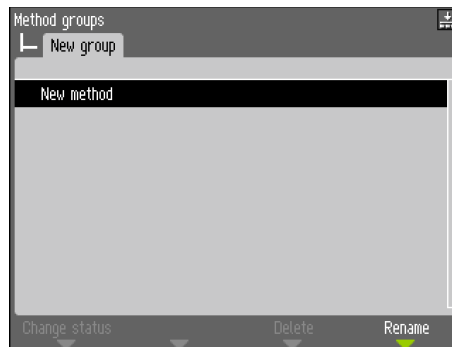 Method groups
New group
New method
Change status Delete Rename